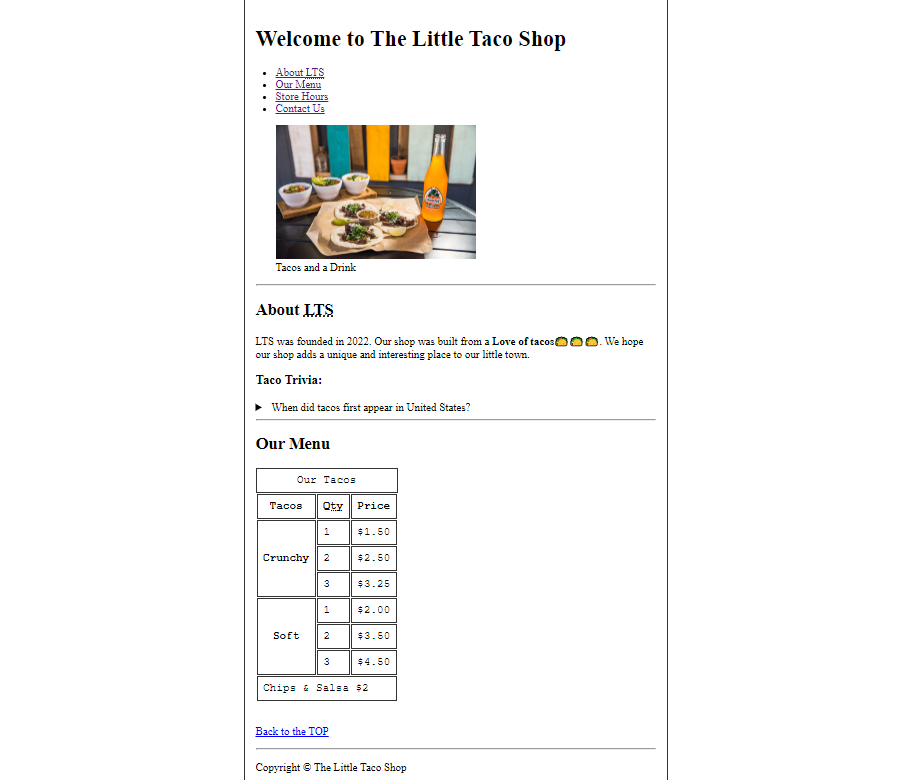 Welcome to The Little Taco Shop
About LTS
Our Menu
Store Hours
Contact Us
Tacos and a Drink
About LTS
LTS was founded in 2022. Our shop was built from a Love of tacos🌮🌮🌮. We hope
our shop adds a unique and interesting place to our little town.
Taco Trivia:
When did tacos first appear in United States?
Our Menu
Our Tacos
Tacos Qty Price
Crunchy
1 $1.50
2 $2.50
3 $3.25
Soft
1 $2.00
2 $3.50
3 $4.50
Chips & Salsa $2
Back to the TOP
Copyright © The Little Taco Shop